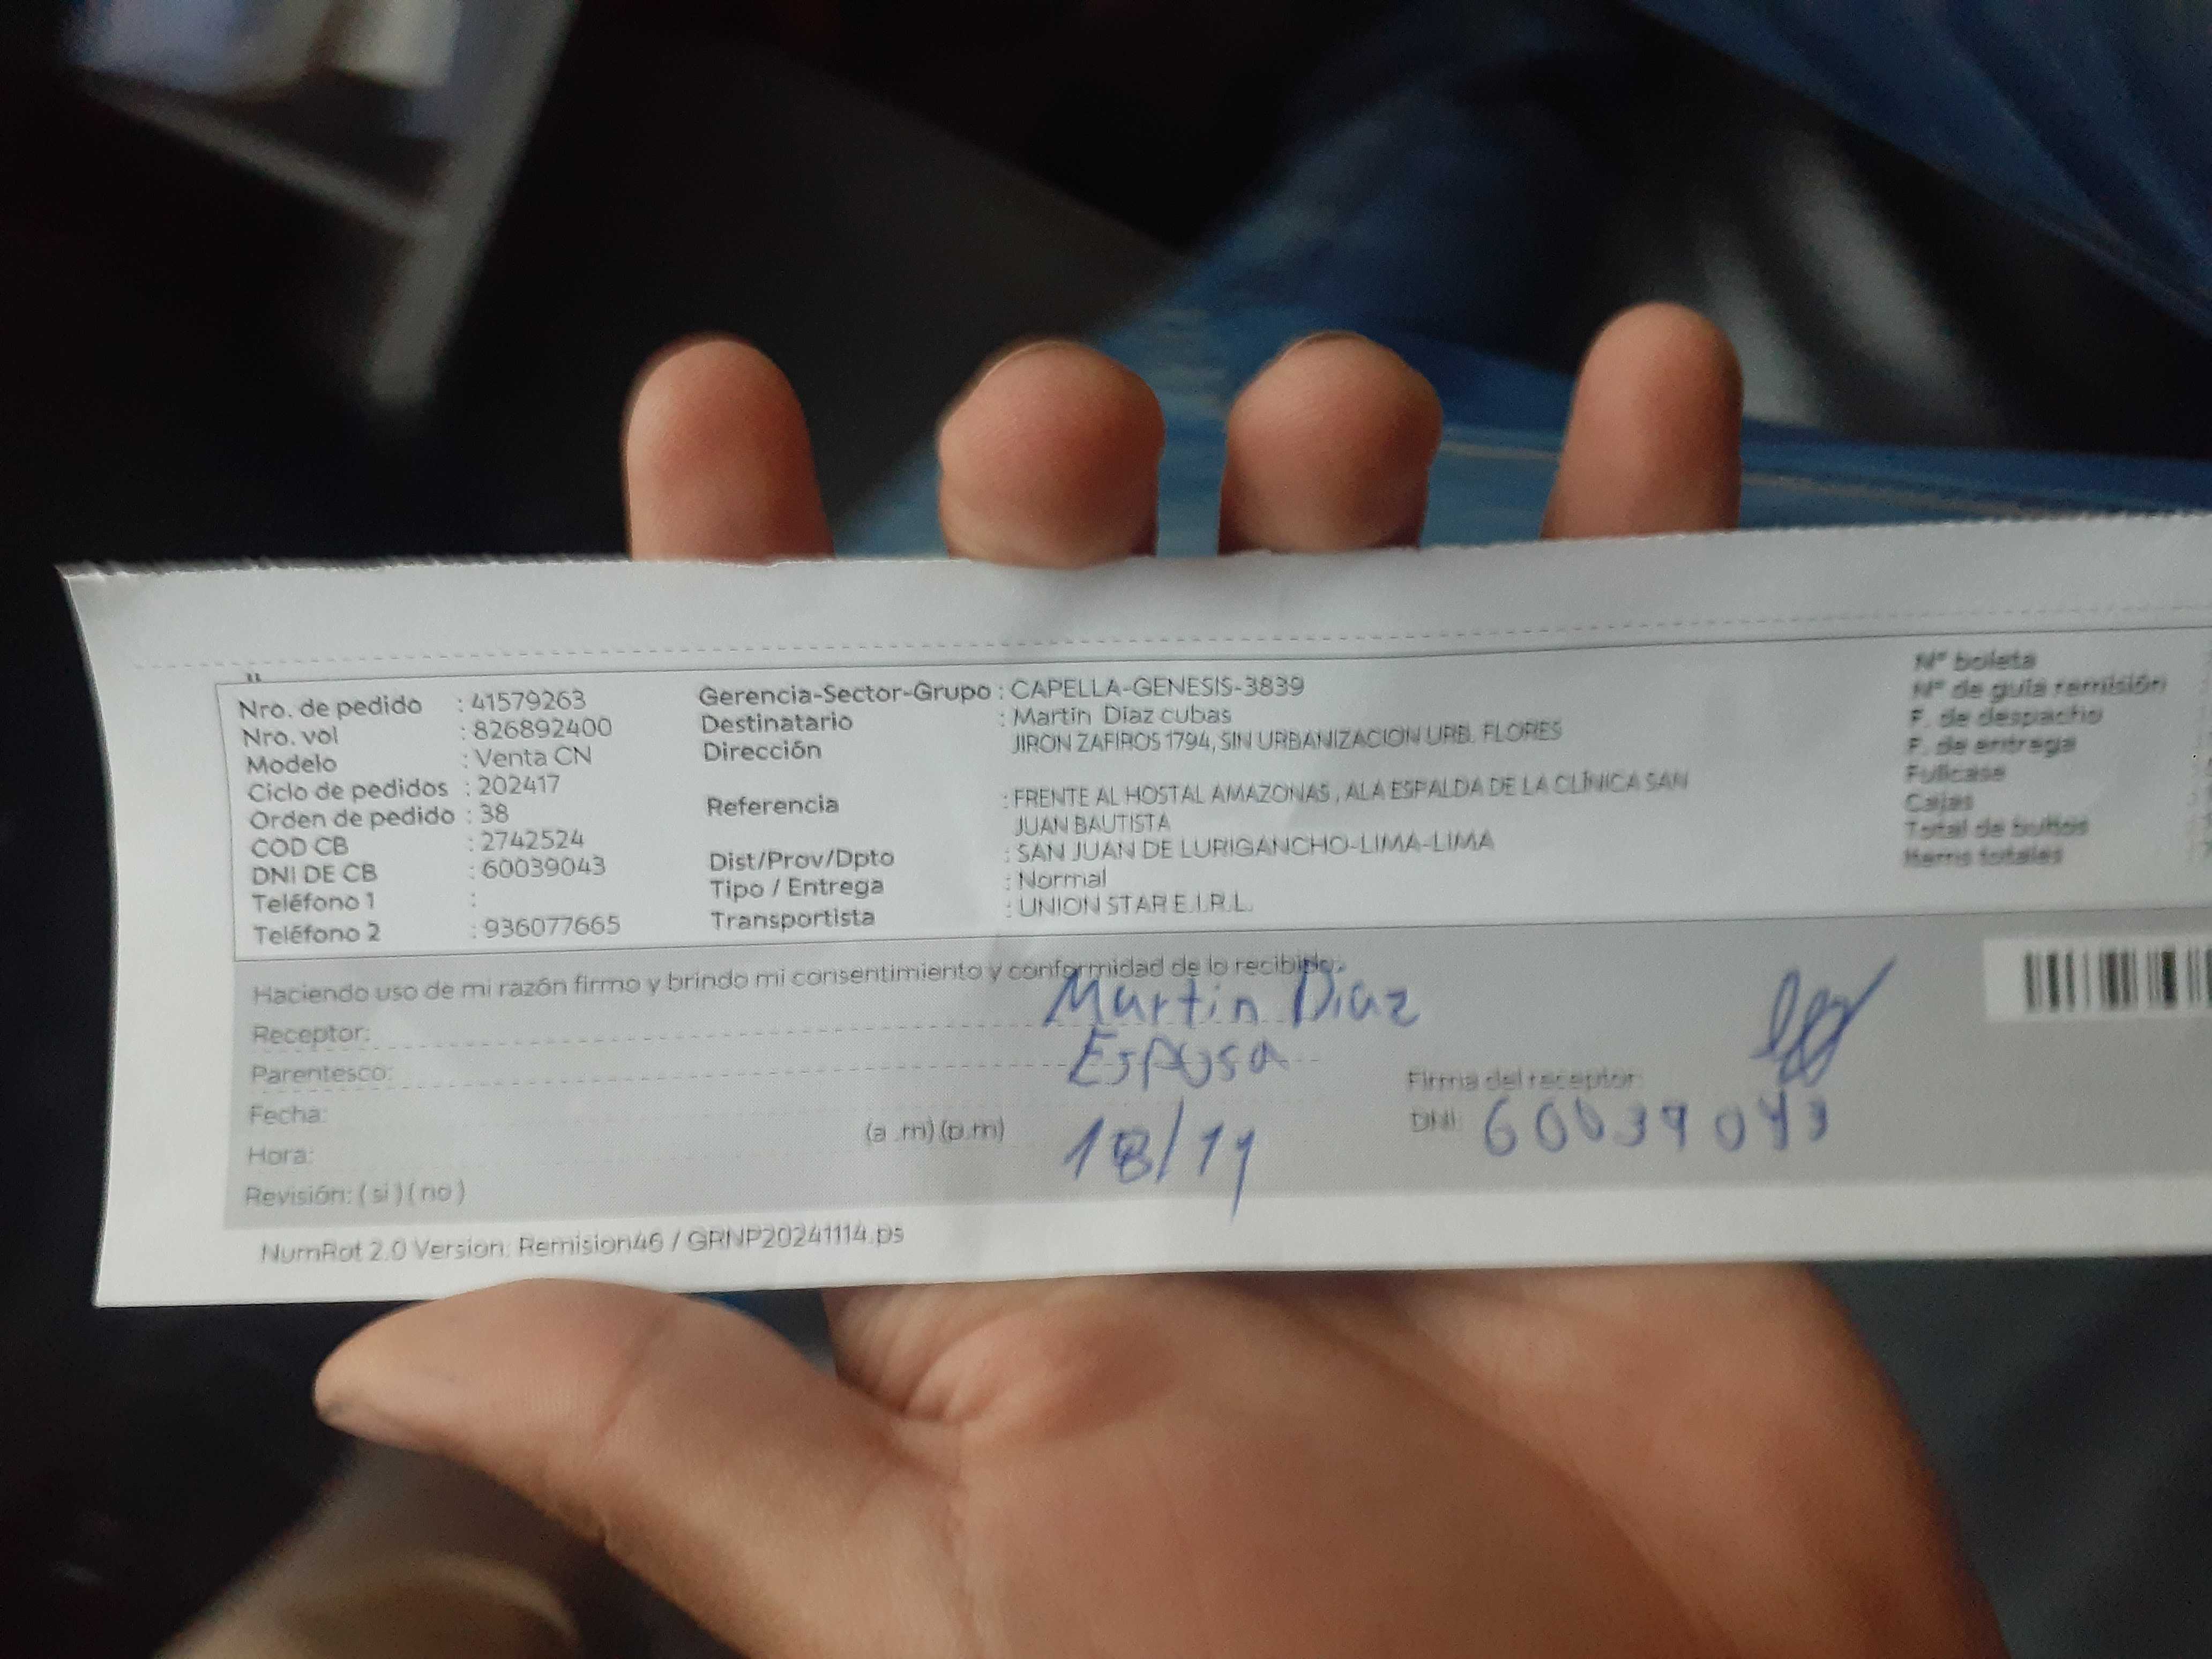 Nro. de pedido : 41579263
Nro. vol : 826892400
Modelo : Venta CN
Ciclo de pedidos : 202417
Orden de pedido : 38
COD CB : 2742524
DNI DE CB : 60039043
Teléfono 1 :
Teléfono 2 : 936077665
Gerencia-Sector-Grupo : CAPELLA-GENESIS-3839
Destinatario : Martín Díaz cubas
Dirección JIRON ZAFIROS 1794, SIN URBANIZACION URB. FLORES
Referencia : FRENTE AL HOSTAL AMAZONAS , ALA ESPALDA DE LA CLÍNICA SAN
JUAN BAUTISTA
Dist/Prov/Dpto : SAN JUAN DE LURIGANCHO-LIMA-LIMA
Tipo / Entrega : Normal
Transportista : UNION STAR E.I.R.L.
N° boleta
N° de guía remisión
F. de despacho
F. de entrega
Fullcase
Cajas
Total de bultos
Items totales
Haciendo uso de mi razón firmo y brindo mi consentimiento y conformidad de lo recibido:
Receptor: Martin Diaz
Parentesco: Esposa
Fecha: 18/11
Hora: (a .m) (p.m)
Revisión: ( si ) ( no )
Firma del receptor:
DNI: 60039043
NumRot 2.0 Version: Remision46 / GRNP20241114.ps